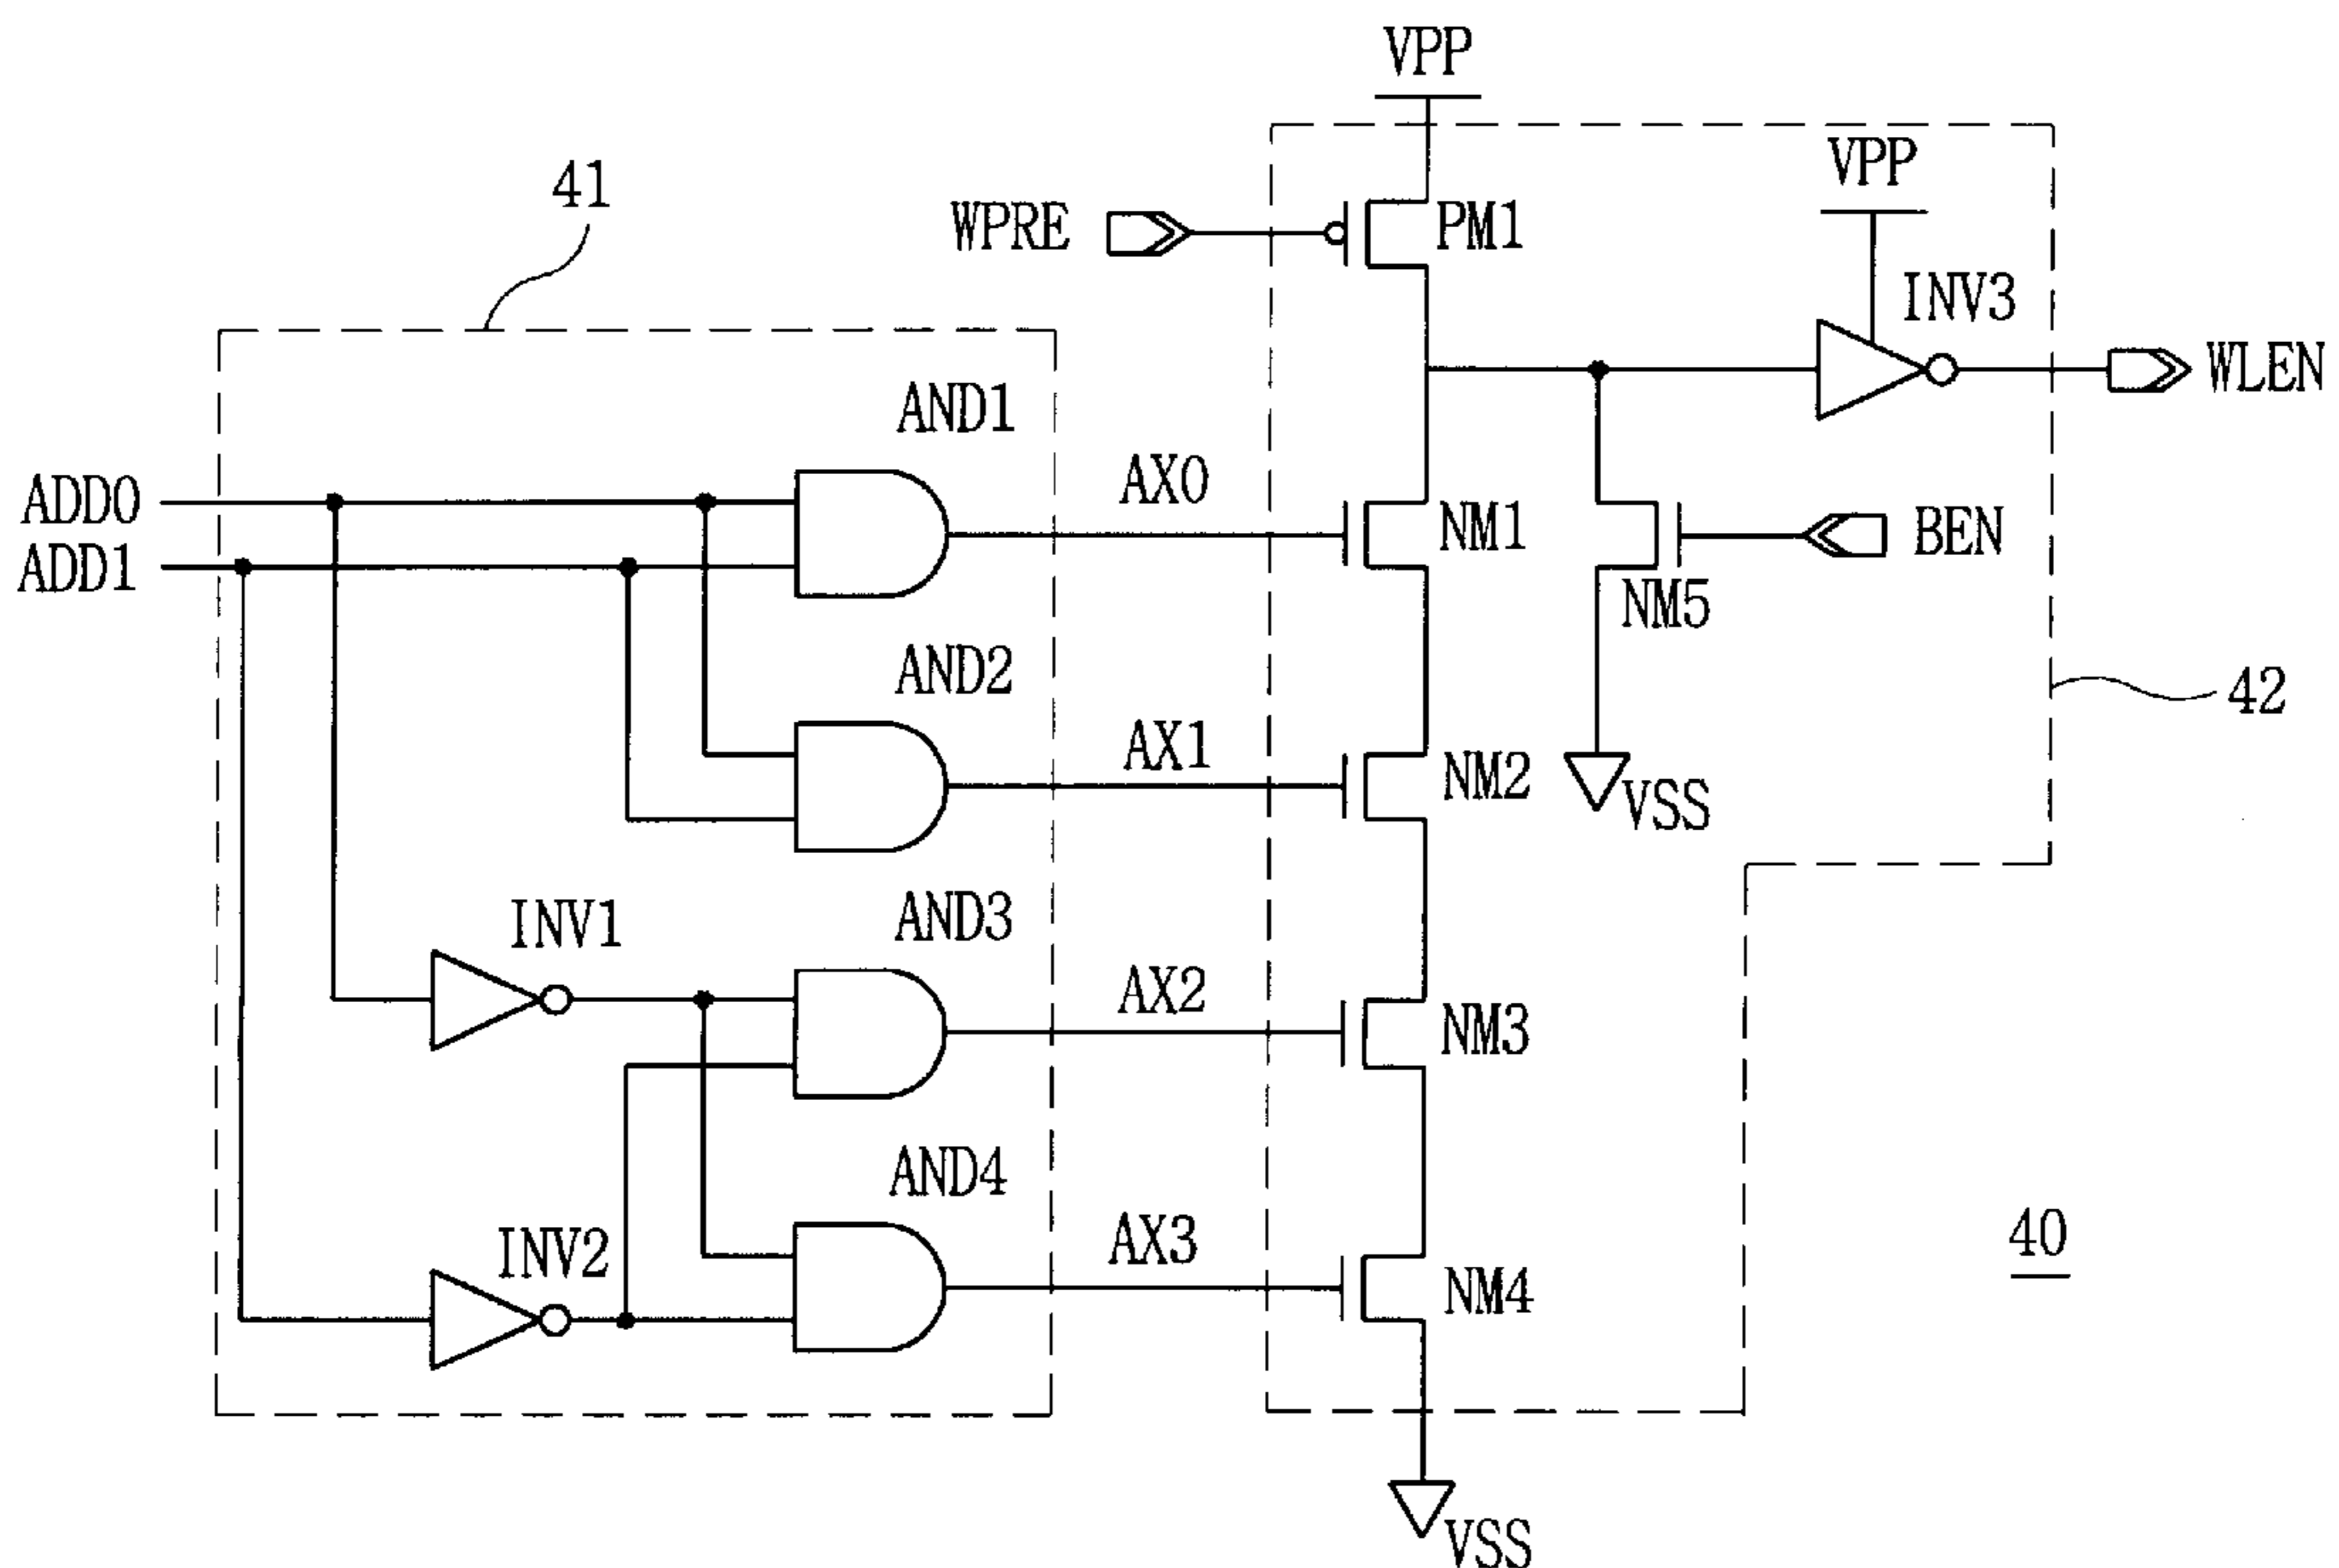 VPP
VPP
41
WPRE
PM1
INV3
WLEN
AND1
ADD0
AX0
NM1
BEN
ADD1
NM5
AND2
42
AX1
NM2
VSS
INV1
AND3
AX2
NM3
AND4
INV2
AX3
NM4
40
VSS